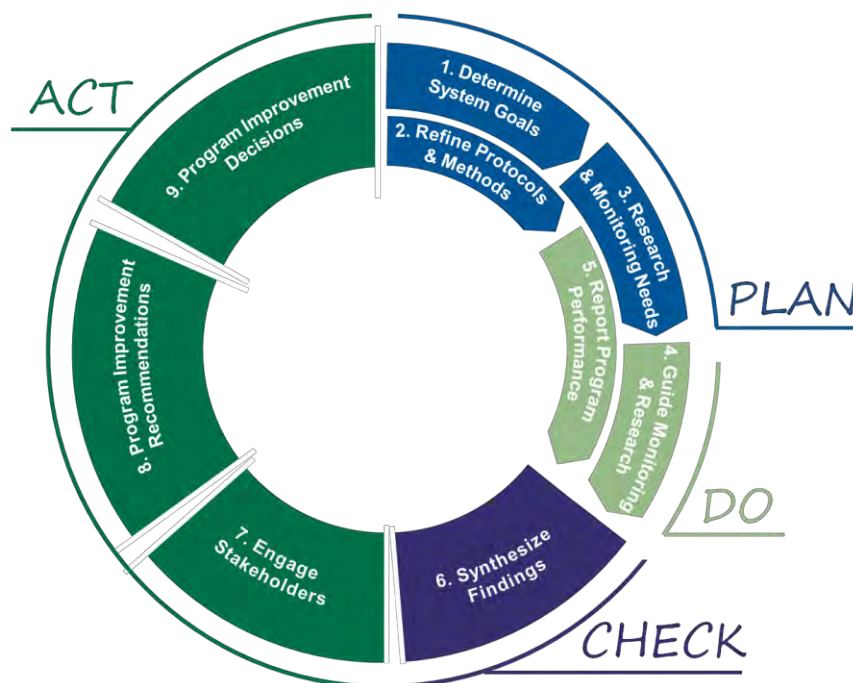 ACT
PLAN
DO
CHECK
1. Determine
System Goals
2. Refine Protocols
& Methods
3. Research
& Monitoring Needs
4. Guide Monitoring
& Research
5. Report Program
Performance
6. Synthesize
Findings
7. Engage
Stakeholders
8. Program Improvement
Recommendations
9. Program Improvement
Decisions